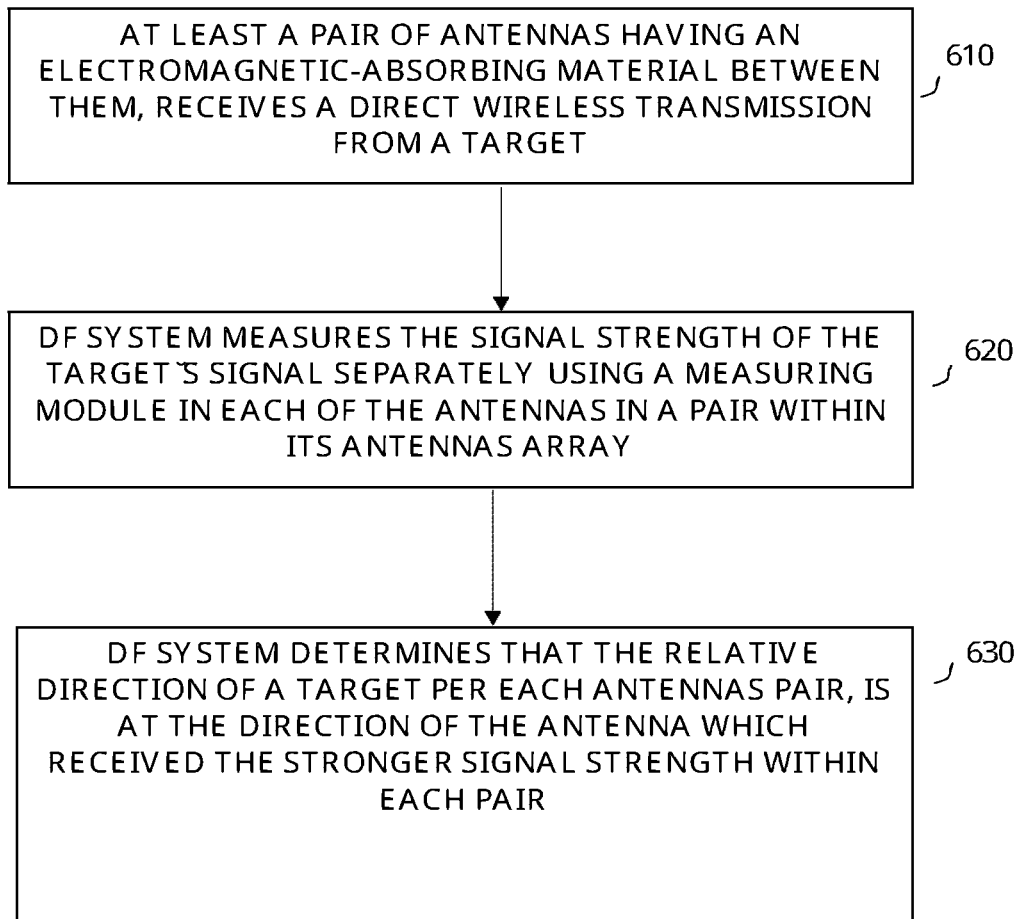 AT LEAST A PAIR OF ANTENNAS HAVING AN
ELECTROMAGNETIC-ABSORBING MATERIAL BETWEEN
THEM, RECEIVES A DIRECT WIRELESS TRANSMISSION
FROM A TARGET
610
DF SYSTEM MEASURES THE SIGNAL STRENGTH OF THE
TARGET`S SIGNAL SEPARATELY USING A MEASURING
MODULE IN EACH OF THE ANTENNAS IN A PAIR WITHIN
ITS ANTENNAS ARRAY
620
DF SYSTEM DETERMINES THAT THE RELATIVE
DIRECTION OF A TARGET PER EACH ANTENNAS PAIR, IS
AT THE DIRECTION OF THE ANTENNA WHICH
RECEIVED THE STRONGER SIGNAL STRENGTH WITHIN
EACH PAIR
630